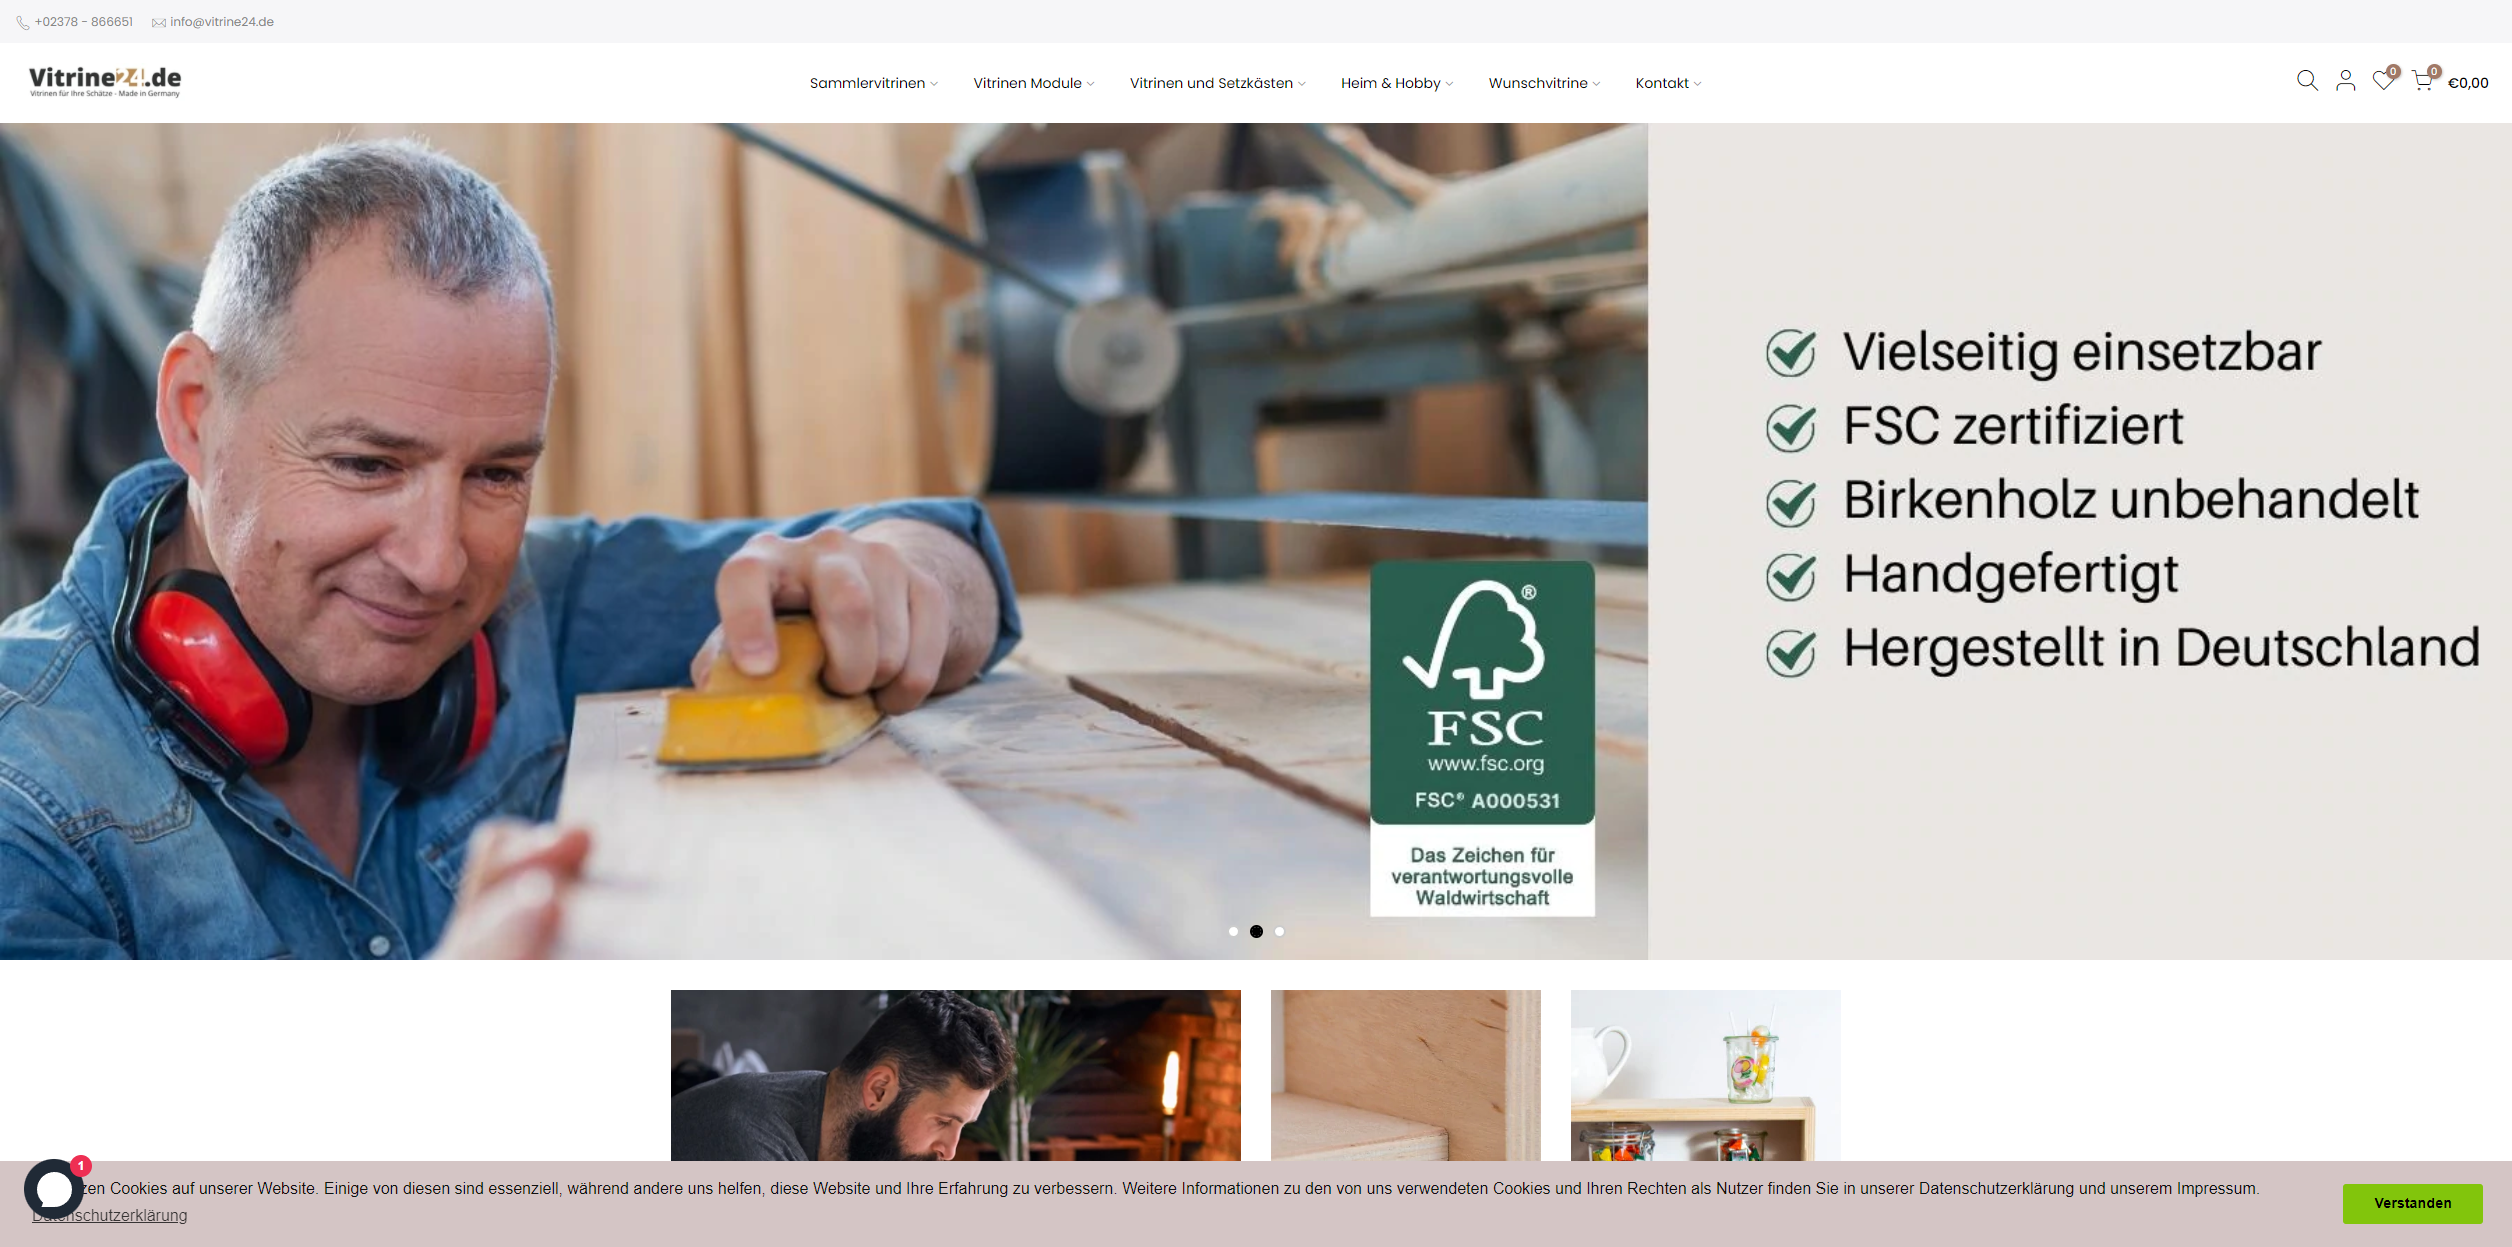 +02378 - 866651 info@vitrine24.de
Vitrine24.de
Vitrinen für Ihre Schätze - Made in Germany
Sammlervitrinen Vitrinen Module Vitrinen und Setzkästen Heim & Hobby Wunschvitrine Kontakt
0 0 €0,00
Vielseitig einsetzbar
FSC zertifiziert
Birkenholz unbehandelt
Handgefertigt
Hergestellt in Deutschland
®
FSC
www.fsc.org
FSC® A000531
Das Zeichen für
verantwortungsvolle
Waldwirtschaft
1
zen Cookies auf unserer Website. Einige von diesen sind essenziell, während andere uns helfen, diese Website und Ihre Erfahrung zu verbessern. Weitere Informationen zu den von uns verwendeten Cookies und Ihren Rechten als Nutzer finden Sie in unserer Datenschutzerklärung und unserem Impressum.
Datenschutzerklärung
Verstanden